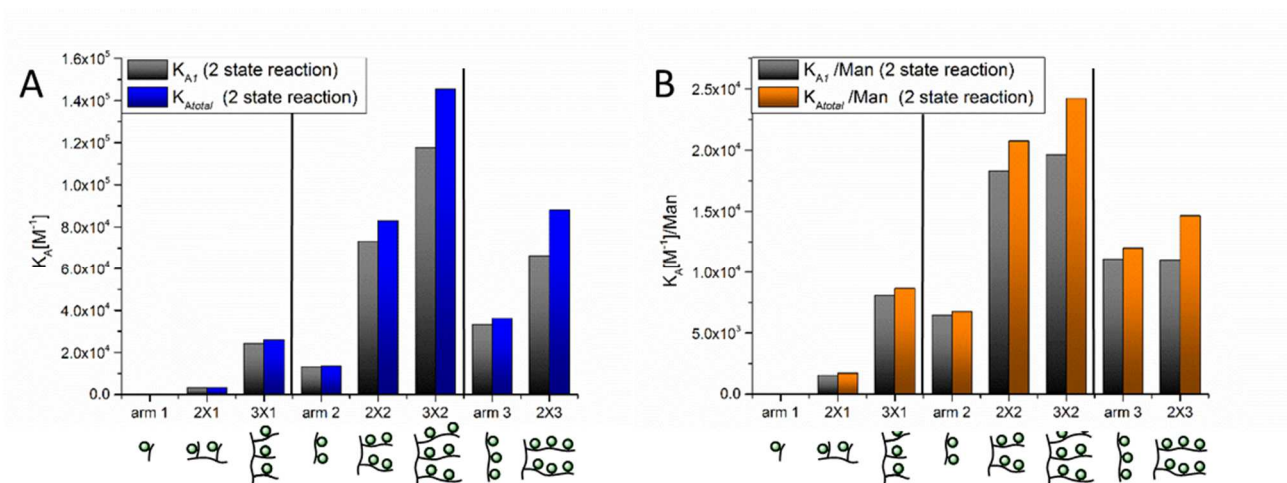 A
K_A1 (2 state reaction)
K_Atotal (2 state reaction)
K_A[M⁻¹]
1.6x10⁵
1.4x10⁵
1.2x10⁵
1.0x10⁵
8.0x10⁴
6.0x10⁴
4.0x10⁴
2.0x10⁴
0.0
arm 1 2X1 3X1 arm 2 2X2 3X2 arm 3 2X3
B
K_A1 /Man (2 state reaction)
K_Atotal /Man (2 state reaction)
K_A[M⁻¹]/Man
2.5x10⁴
2.0x10⁴
1.5x10⁴
1.0x10⁴
5.0x10³
0.0
arm 1 2X1 3X1 arm 2 2X2 3X2 arm 3 2X3